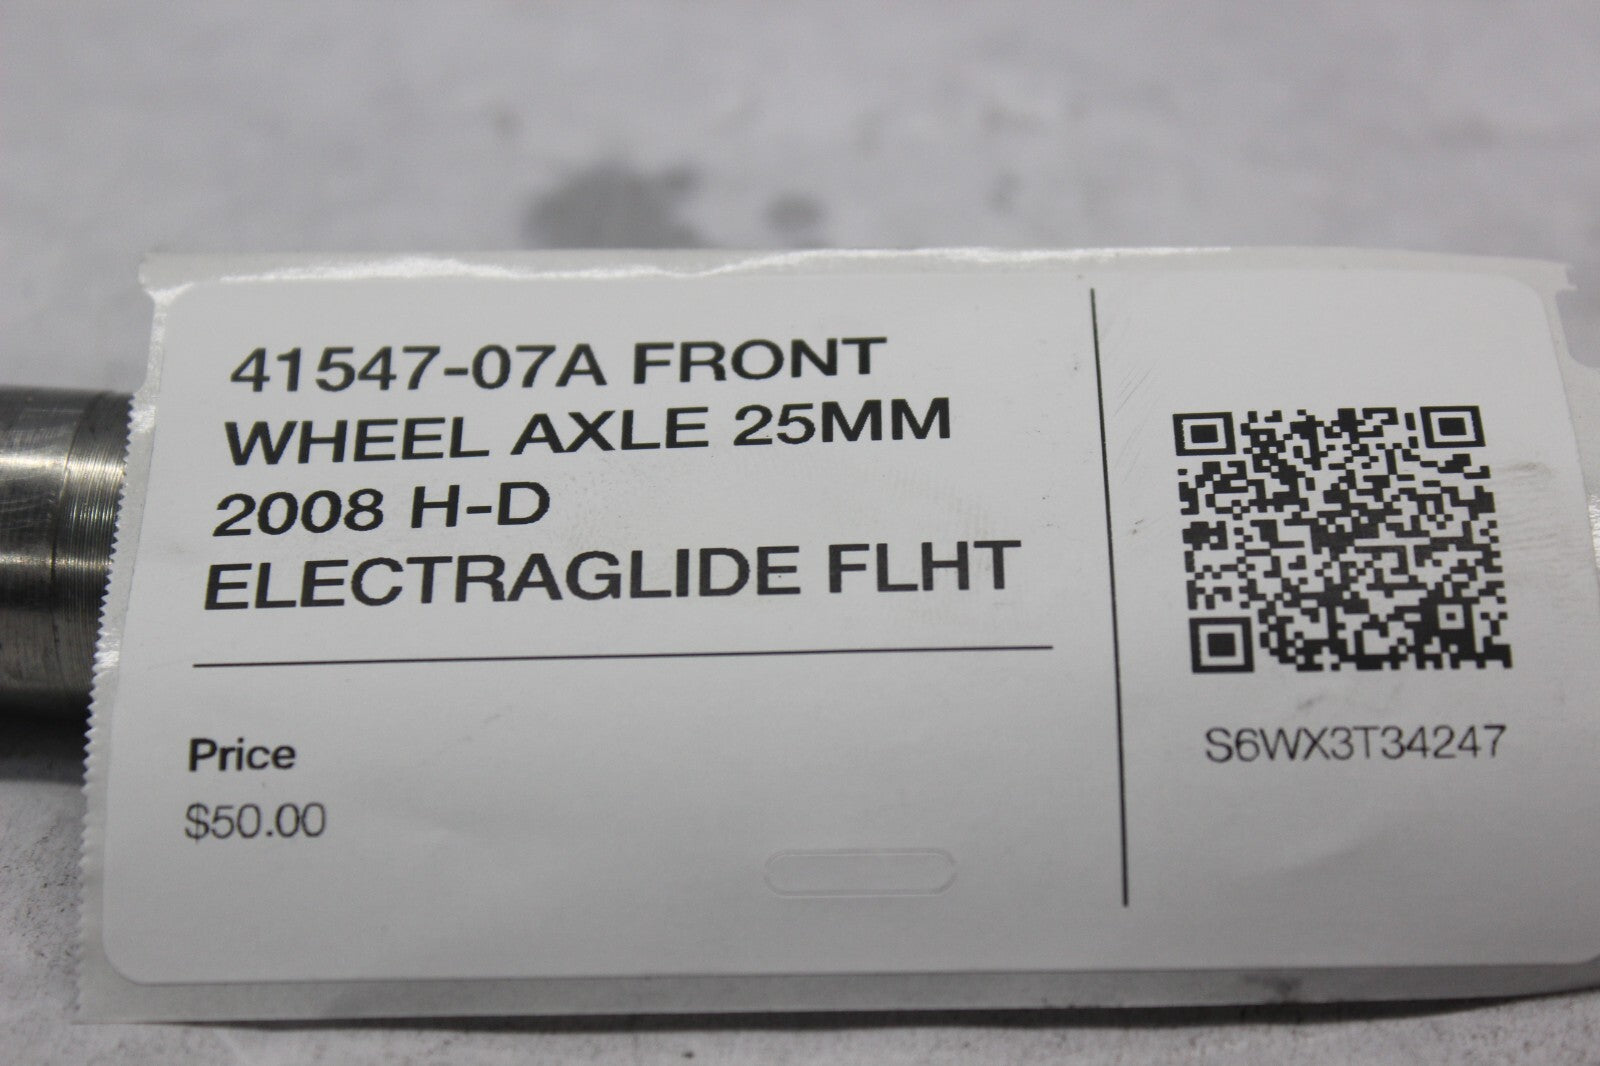 41547-07A FRONT
WHEEL AXLE 25MM
2008 H-D
ELECTRAGLIDE FLHT
Price
$50.00
S6WX3T34247